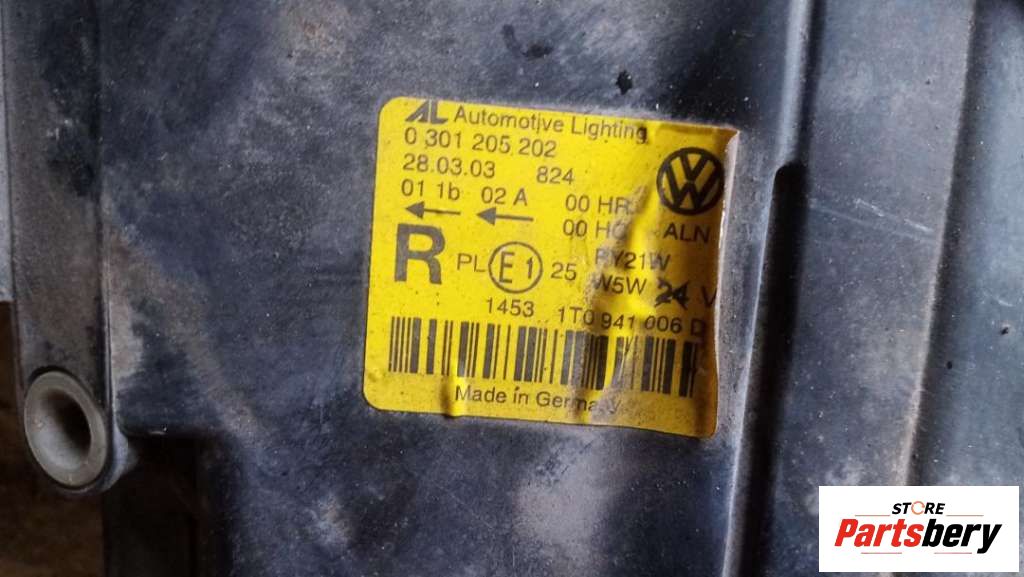 AL Automotive Lighting
0 301 205 202
28.03.03 824
01 1b 02 A 00 HR
00 HC ALN
R PL E1 25 PY21W
W5W 24 V
1453 1T0 941 006 D
Made in Germany
STORE
Partsbery